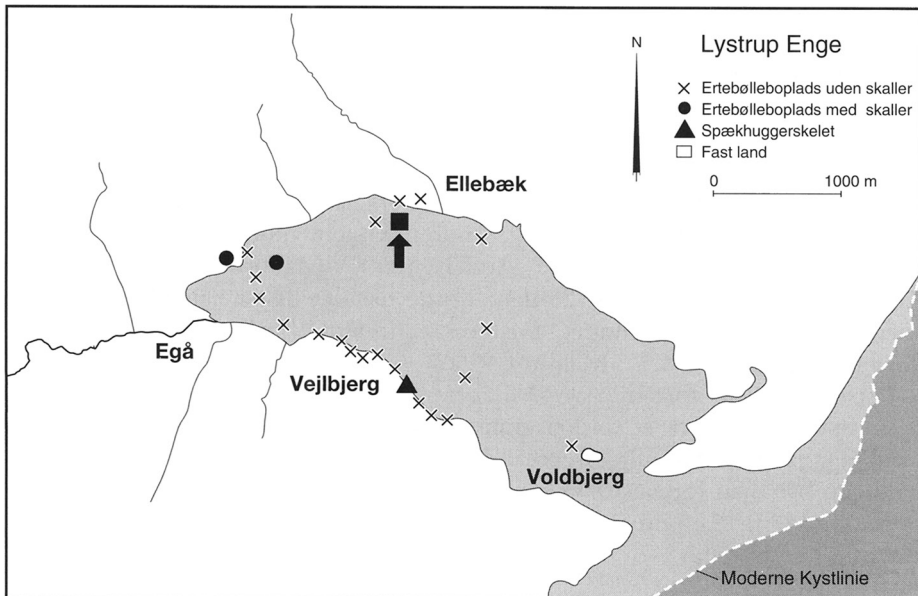 Lystrup Enge
N
Ertebølleboplads uden skaller
Ertebølleboplads med skaller
Spækhuggerskelet
Fast land
0 1000 m
Ellebæk
Egå
Vejlbjerg
Voldbjerg
Moderne Kystlinie